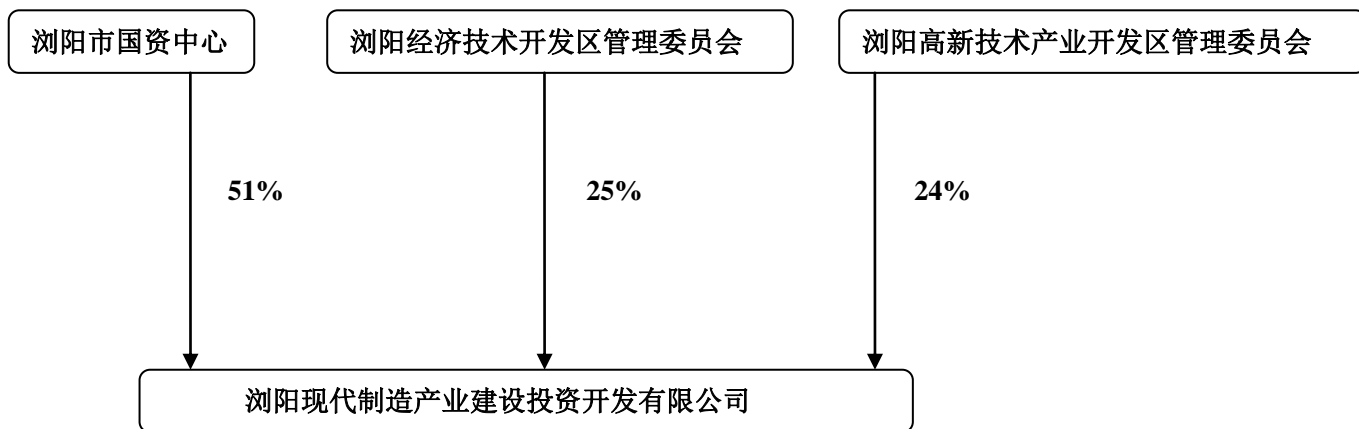 浏阳市国资中心
浏阳经济技术开发区管理委员会
浏阳高新技术产业开发区管理委员会
51%
25%
24%
浏阳现代制造产业建设投资开发有限公司